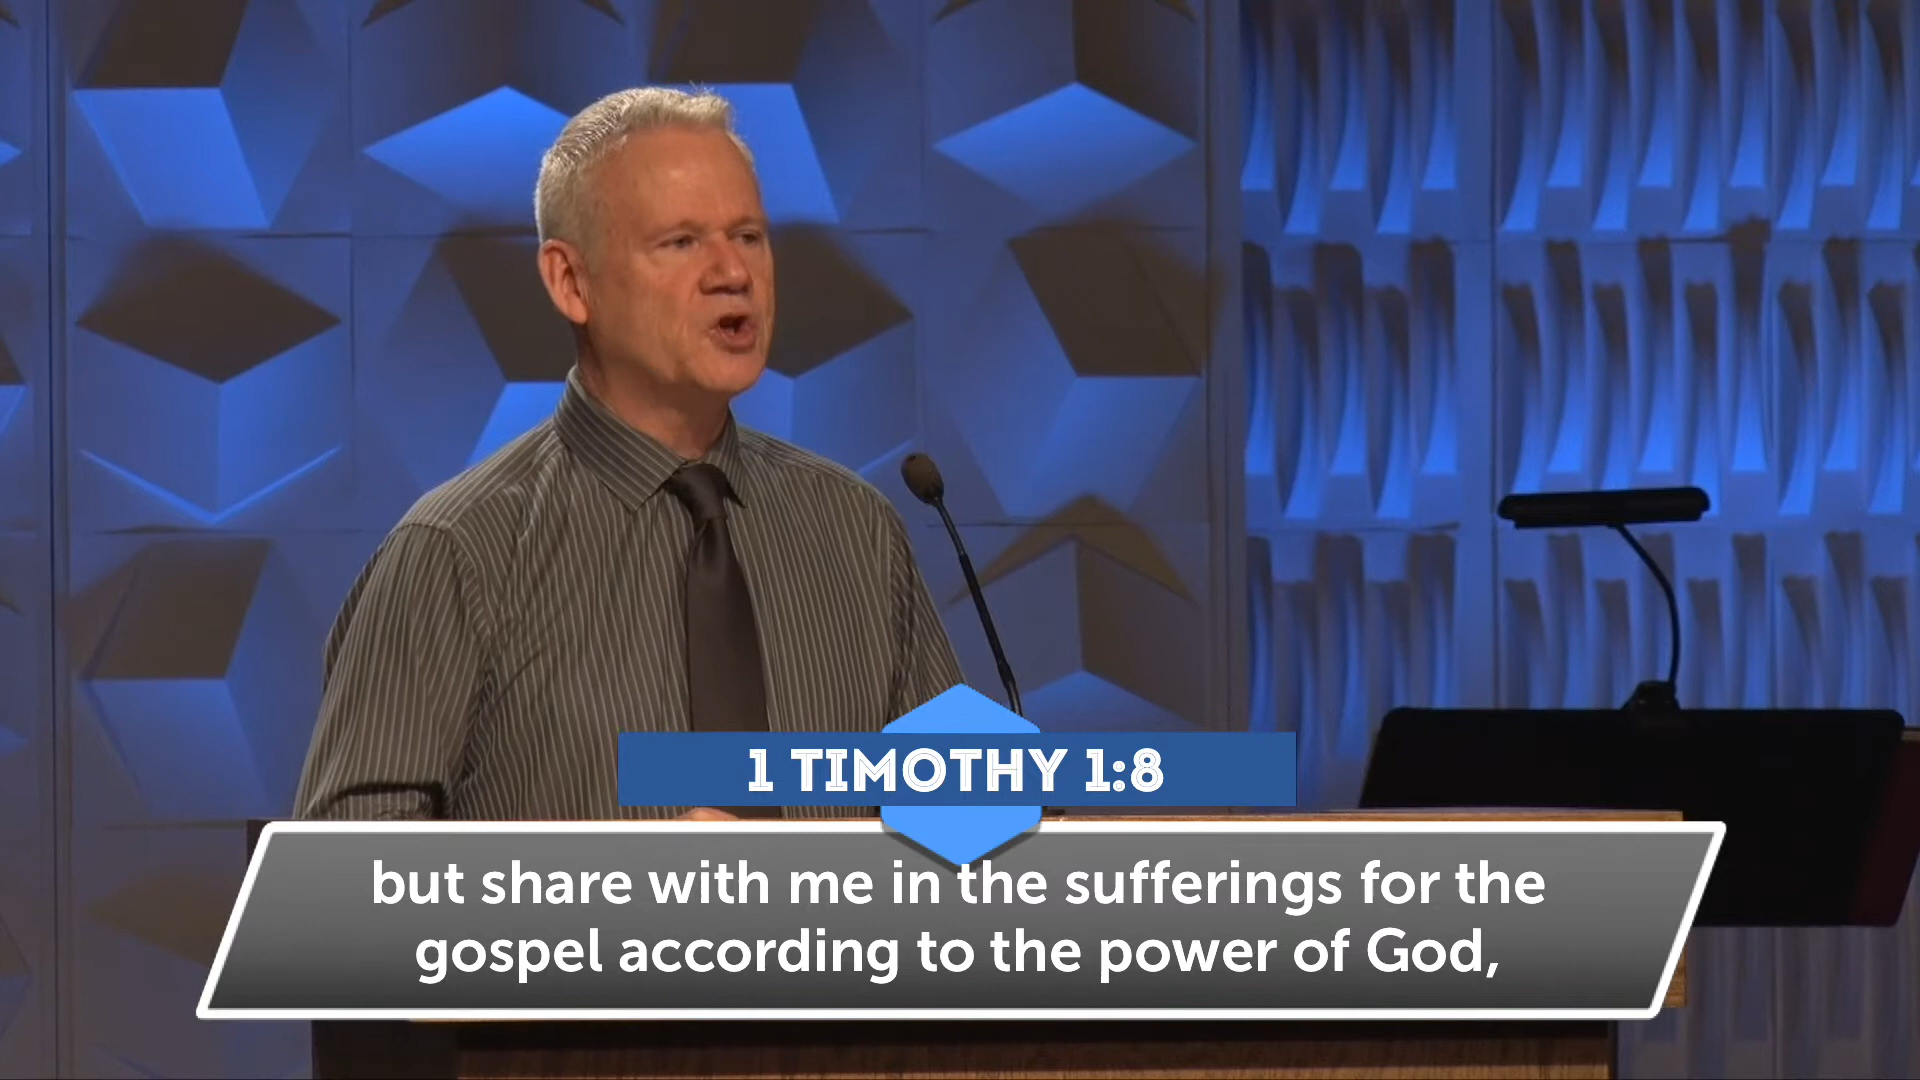 1 TIMOTHY 1:8
but share with me in the sufferings for the
gospel according to the power of God,